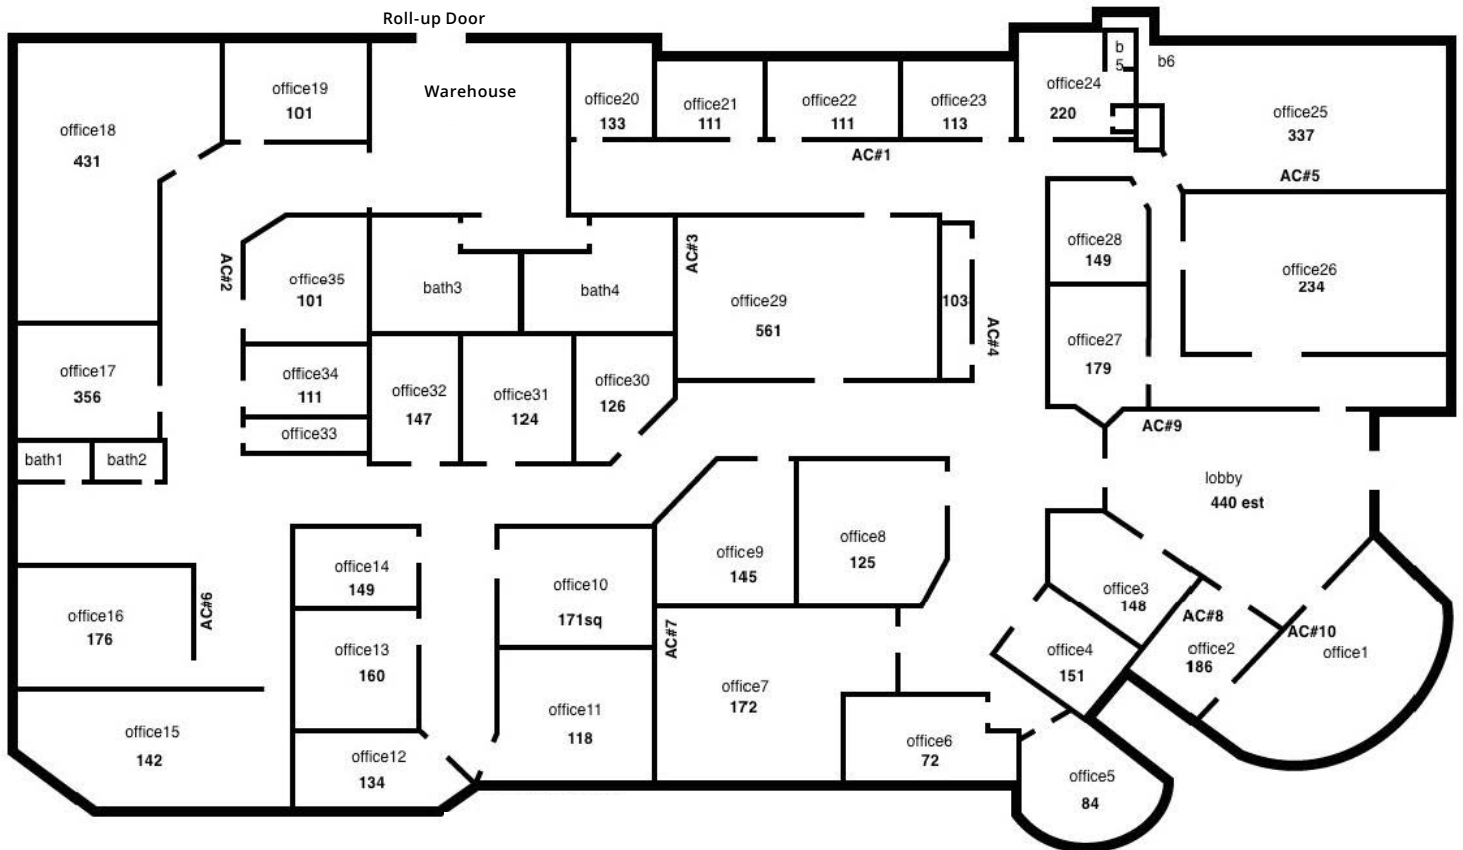 Roll-up Door
Warehouse
office18
431
office19
101
office20
133
office21
111
office22
111
office23
113
office24
220
b
5
b6
office25
337
AC#1
AC#5
AC#2
office35
101
bath3
bath4
AC#3
office29
561
103
AC#4
office28
149
office26
234
office27
179
office17
356
office34
111
office33
office32
147
office31
124
office30
126
AC#9
bath1
bath2
lobby
440 est
office14
149
office10
171sq
office9
145
office8
125
office16
176
AC#6
office13
160
AC#7
office3
148
AC#8
office2
186
AC#10
office1
office4
151
office15
142
office12
134
office11
118
office7
172
office6
72
office5
84